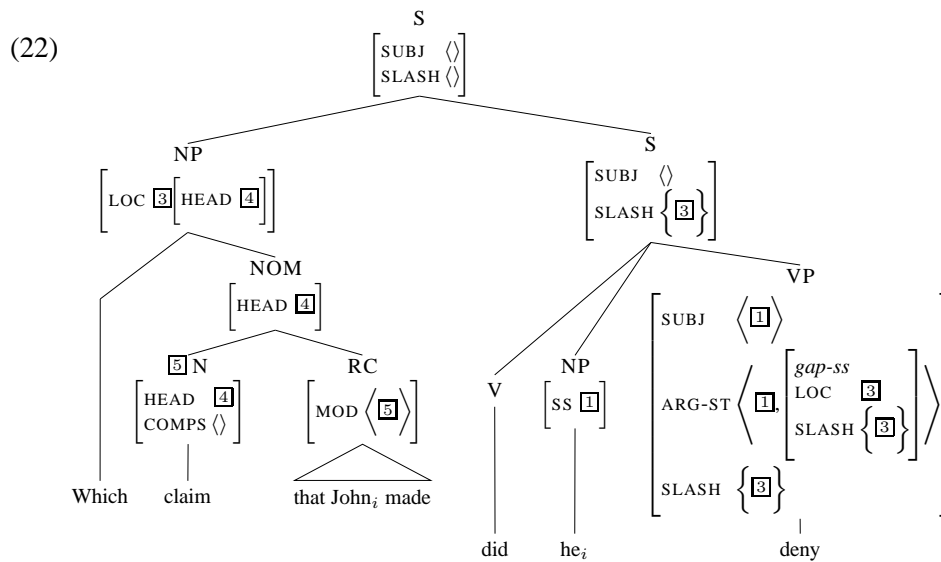 S
(22)
SUBJ ⟨⟩
SLASH ⟨⟩
NP S
LOC 3 [HEAD 4]
SUBJ ⟨⟩
SLASH {3}
NOM VP
[HEAD 4]
SUBJ ⟨1⟩
5 N RC V NP
HEAD 4
COMPS ⟨⟩
[MOD ⟨5⟩]
[SS 1]
ARG-ST ⟨1, [gap-ss
LOC 3
SLASH {3}]⟩
SLASH {3}
Which claim that John_i made
did he_i deny